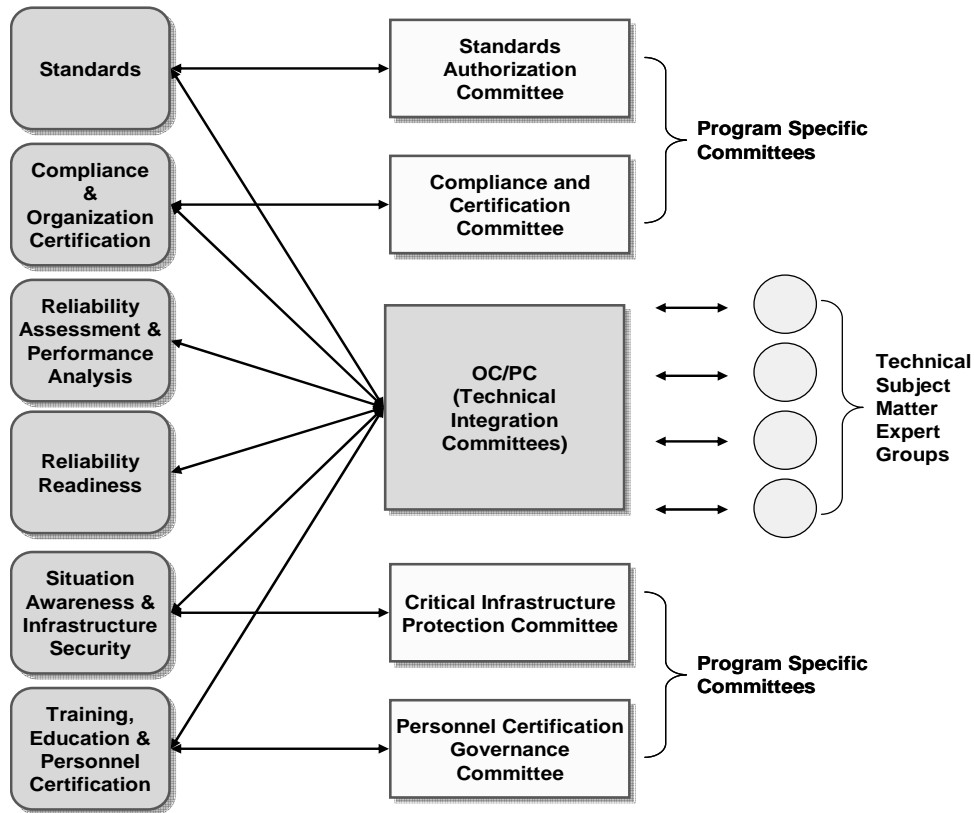 Standards
Compliance
&
Organization
Certification
Reliability
Assessment &
Performance
Analysis
Reliability
Readiness
Situation
Awareness &
Infrastructure
Security
Training,
Education &
Personnel
Certification
Standards
Authorization
Committee
Compliance and
Certification
Committee
OC/PC
(Technical
Integration
Committees)
Critical Infrastructure
Protection Committee
Personnel Certification
Governance
Committee
Program Specific
Committees
Technical
Subject
Matter
Expert
Groups
Program Specific
Committees